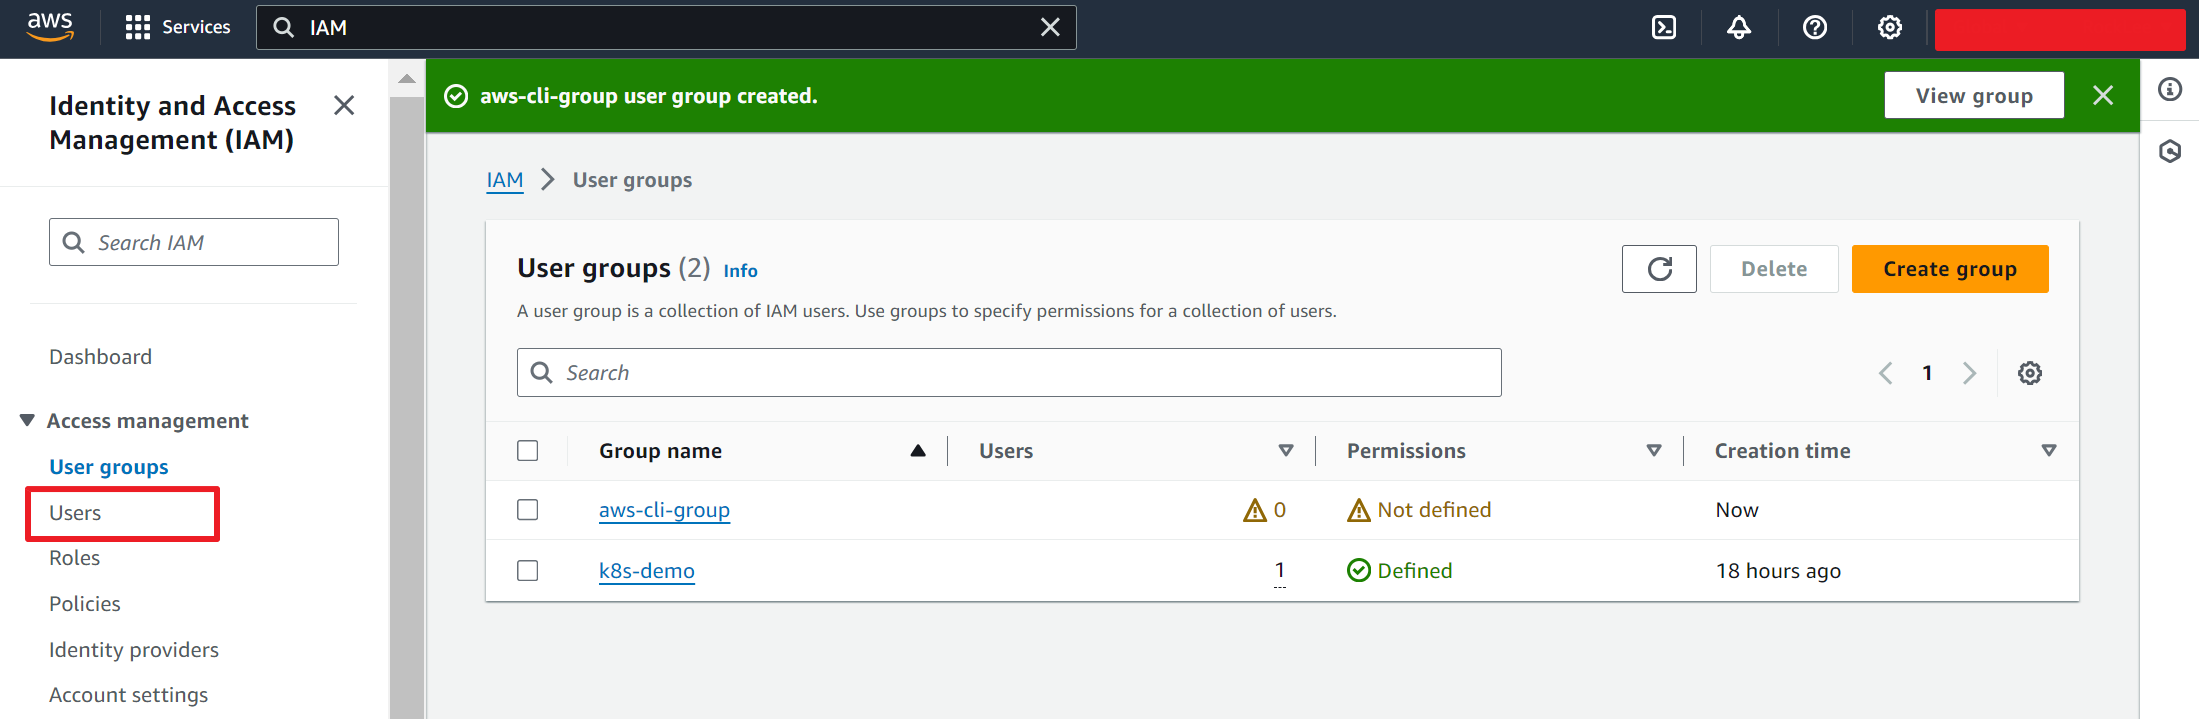 aws
Services
IAM
Identity and Access
Management (IAM)
Search IAM
Dashboard
Access management
User groups
Users
Roles
Policies
Identity providers
Account settings
aws-cli-group user group created.
View group
IAM
User groups
User groups (2) Info
Delete
Create group
A user group is a collection of IAM users. Use groups to specify permissions for a collection of users.
Search
1
Group name Users Permissions Creation time
aws-cli-group 0 Not defined Now
k8s-demo 1 Defined 18 hours ago